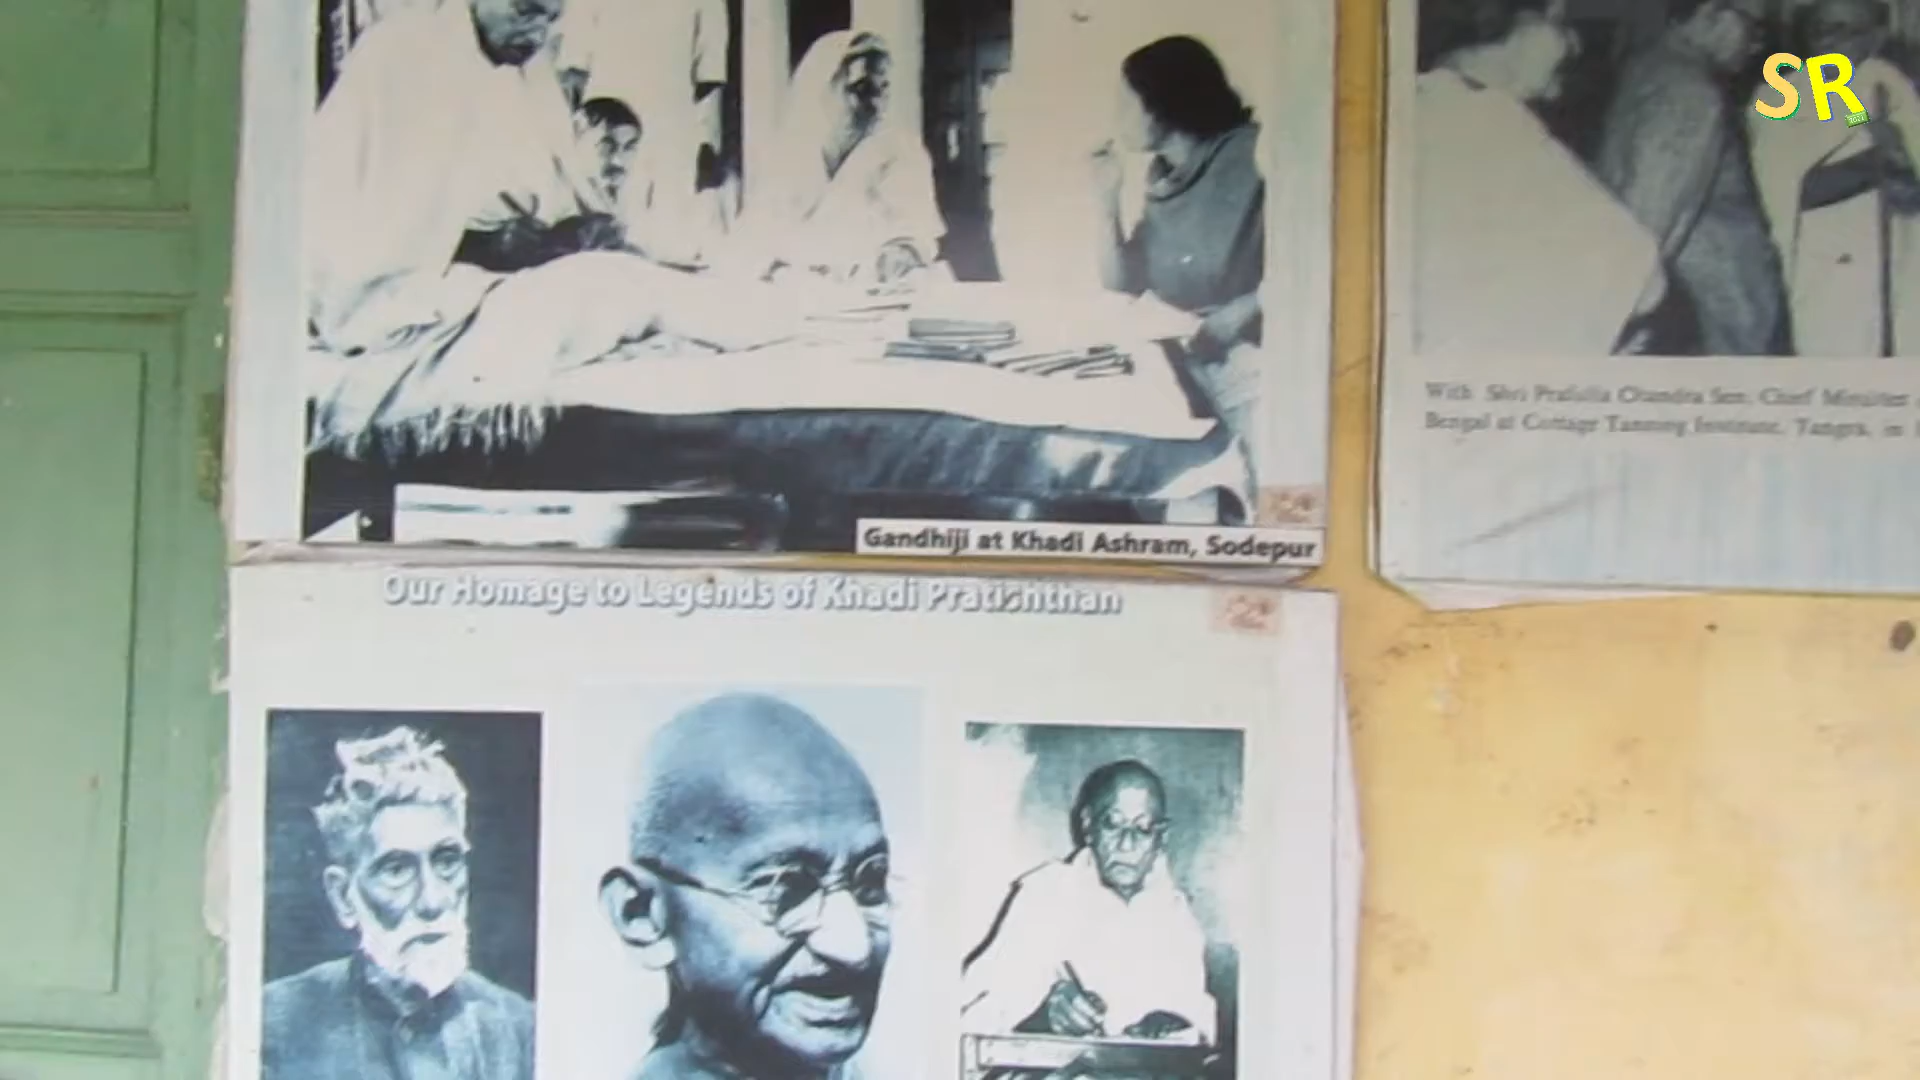 SR
With Shri Prafulla Chandra Sen, Chief Minister
Bengal at Cottage Tanning Institute, Tangra, in
Gandhiji at Khadi Ashram, Sodepur
Our Homage to Legends of Khadi Pratishthan